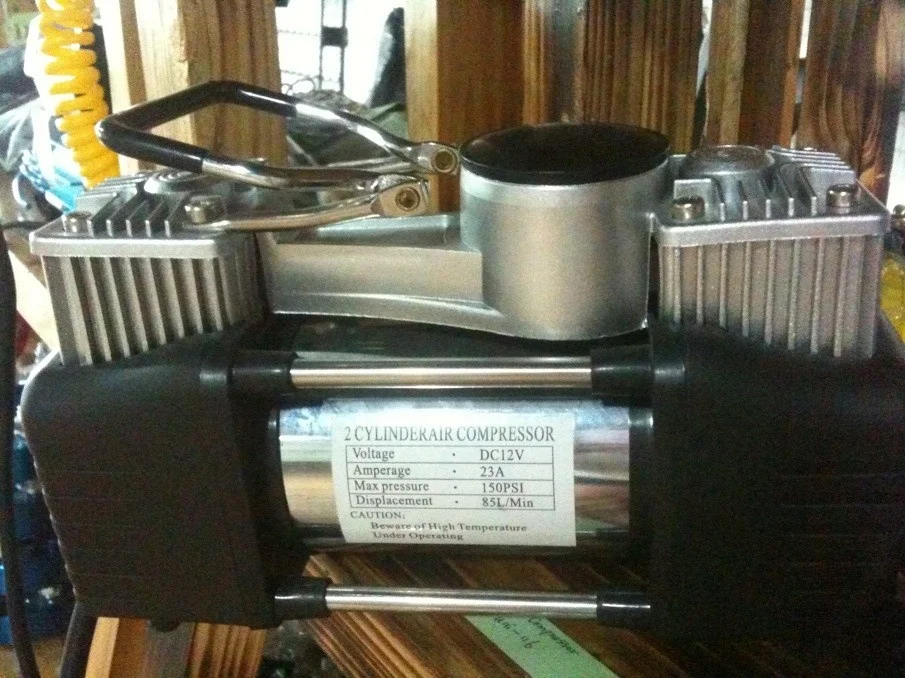 2 CYLINDERAIR COMPRESSOR
Voltage · DC12V
Amperage · 23A
Max pressure · 150PSI
Displacement · 85L/Min
CAUTION:
Beware of High Temperature
Under Operating
Compressor